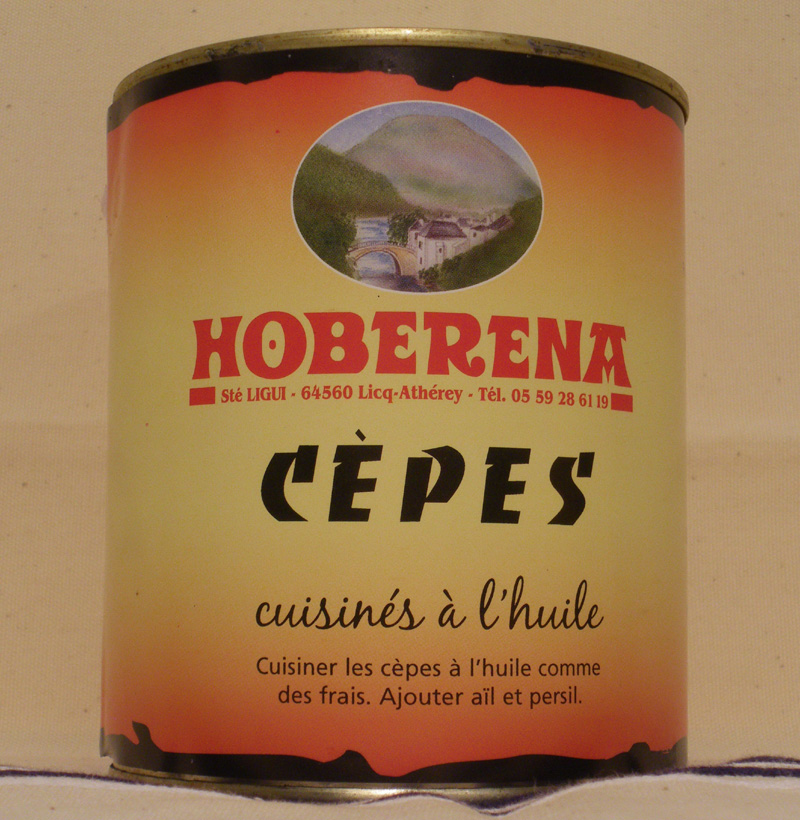 HOBERENA
Sté LIGUI - 64560 Licq-Athérey - Tél. 05 59 28 61 19
CÈPES
cuisinés à l'huile
Cuisiner les cèpes à l'huile comme
des frais. Ajouter aïl et persil.